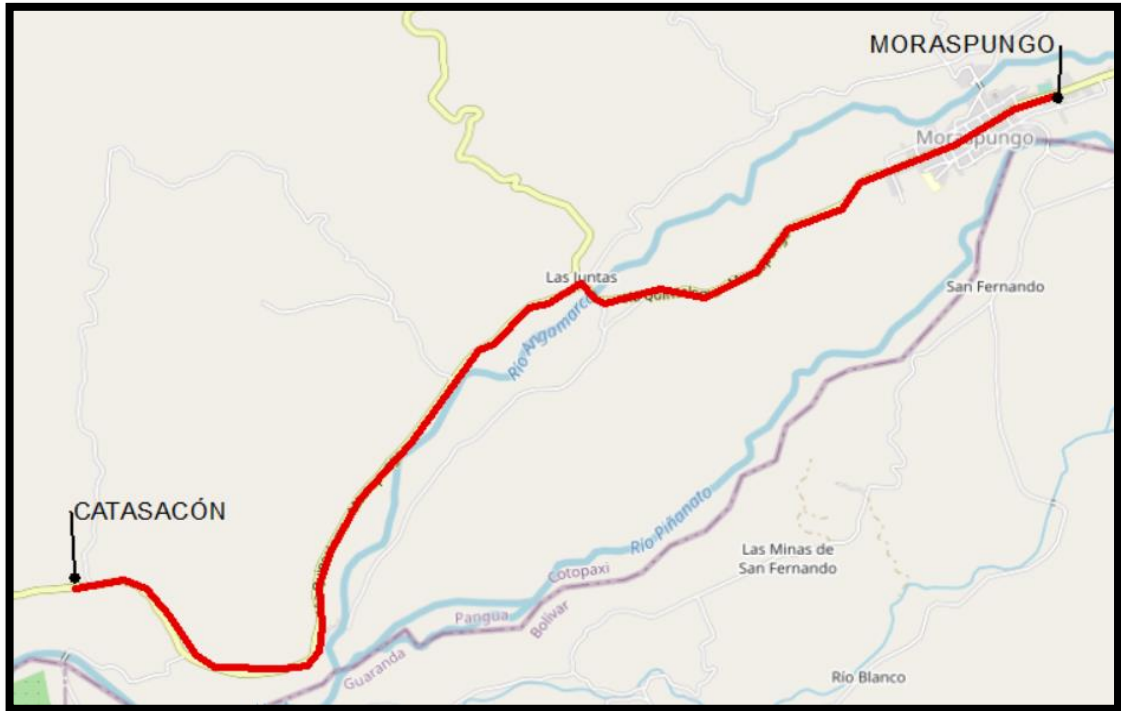 MORASPUNGO
Moraspungo
Las Juntas
San Fernando
Río Angamarca
CATASACÓN
Río Piñanato
Las Minas de
San Fernando
Cotopaxi
Pangua
Bolívar
Guaranda
Río Blanco